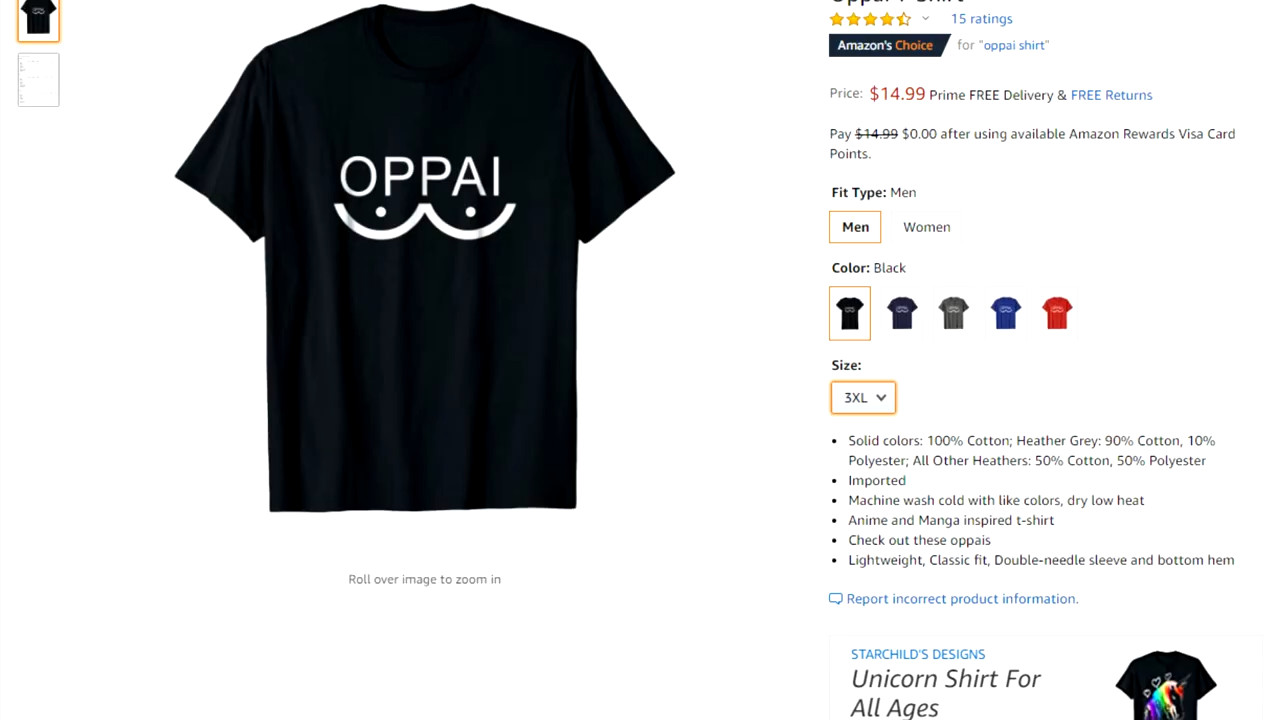 OPPAI
Roll over image to zoom in
Oppai T-Shirt
15 ratings
Amazon's Choice for "oppai shirt"
Price: $14.99 Prime FREE Delivery & FREE Returns
Pay $14.99 $0.00 after using available Amazon Rewards Visa Card
Points.
Fit Type: Men
Men Women
Color: Black
Size:
3XL
Solid colors: 100% Cotton; Heather Grey: 90% Cotton, 10%
Polyester; All Other Heathers: 50% Cotton, 50% Polyester
Imported
Machine wash cold with like colors, dry low heat
Anime and Manga inspired t-shirt
Check out these oppais
Lightweight, Classic fit, Double-needle sleeve and bottom hem
Report incorrect product information.
STARCHILD'S DESIGNS
Unicorn Shirt For
All Ages